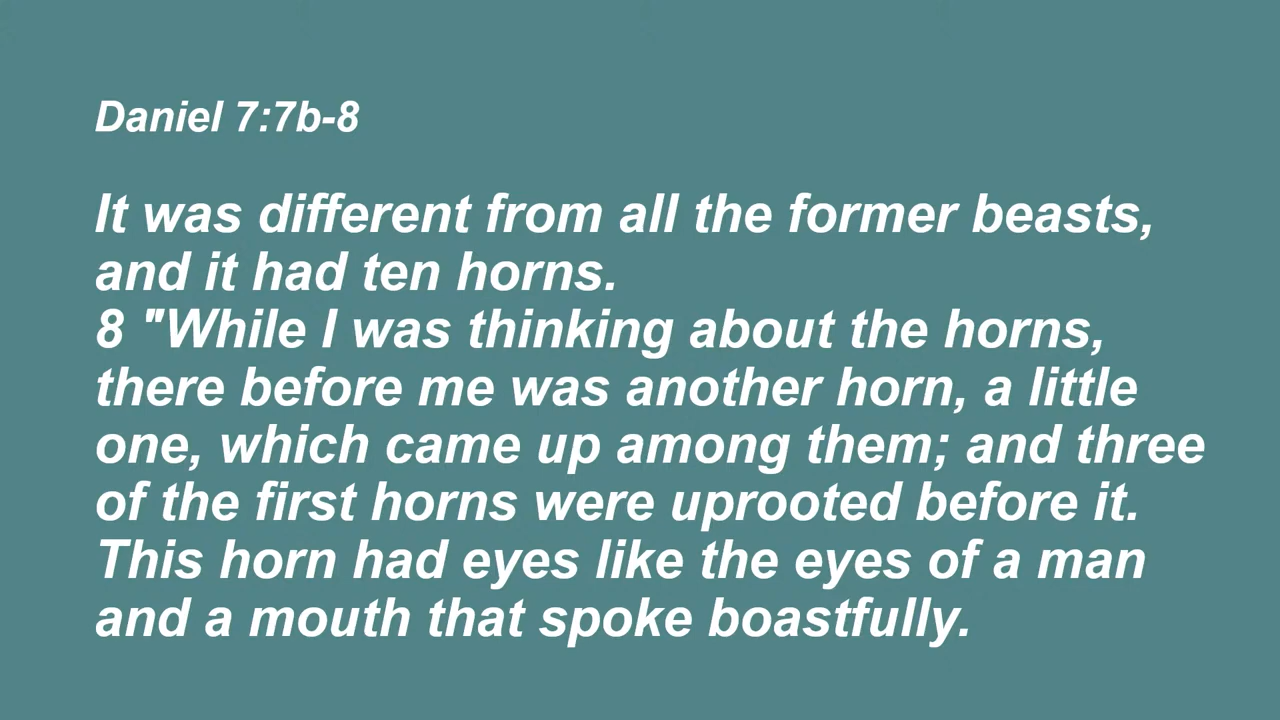 Daniel 7:7b-8
It was different from all the former beasts,
and it had ten horns.
8 "While I was thinking about the horns,
there before me was another horn, a little
one, which came up among them; and three
of the first horns were uprooted before it.
This horn had eyes like the eyes of a man
and a mouth that spoke boastfully.